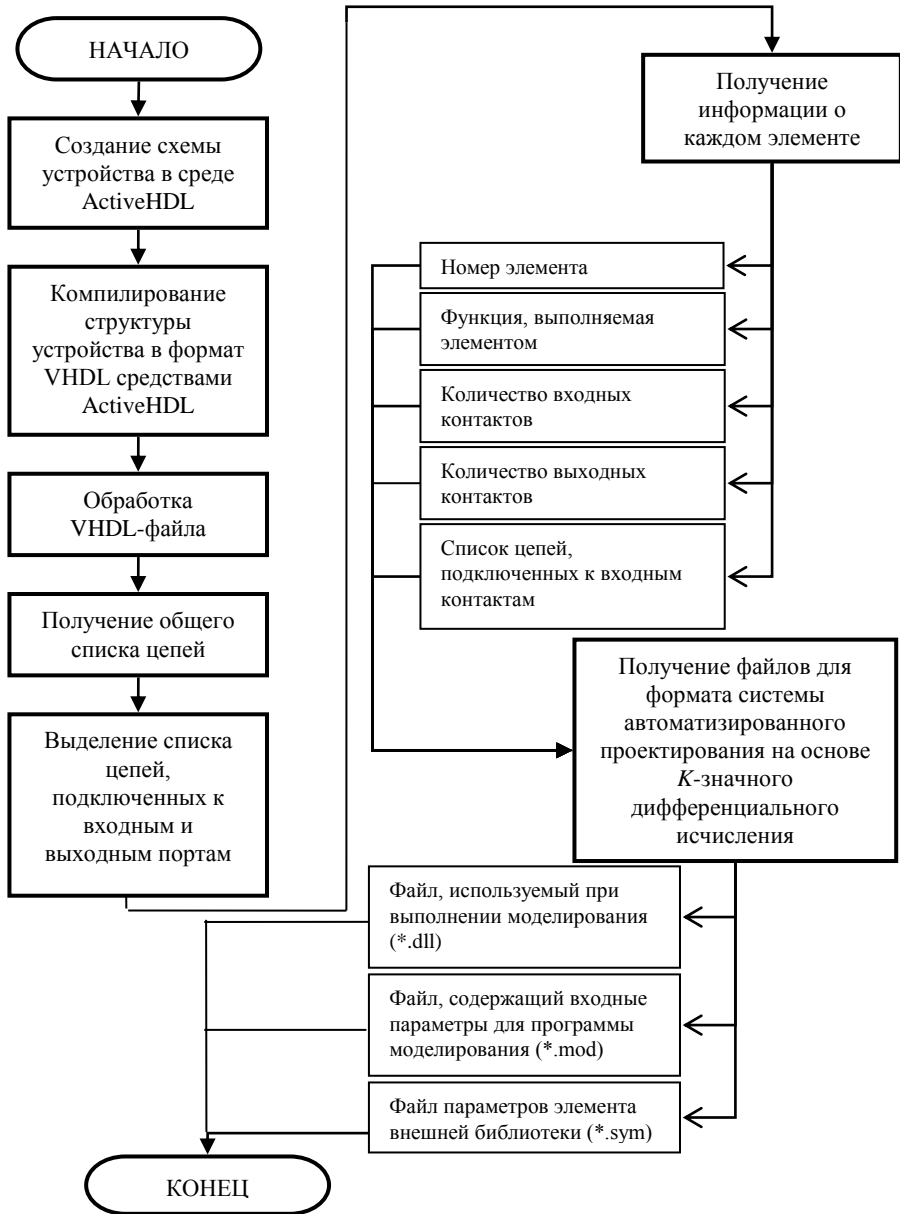 НАЧАЛО
Создание схемы
устройства в среде
ActiveHDL
Компилирование
структуры
устройства в формат
VHDL средствами
ActiveHDL
Обработка
VHDL-файла
Получение общего
списка цепей
Выделение списка
цепей,
подключенных к
входным и
выходным портам
Получение
информации о
каждом элементе
Номер элемента
Функция, выполняемая
элементом
Количество входных
контактов
Количество выходных
контактов
Список цепей,
подключенных к входным
контактам
Получение файлов для
формата системы
автоматизированного
проектирования на основе
K-значного
дифференциального
исчисления
Файл, используемый при
выполнении моделирования
(*.dll)
Файл, содержащий входные
параметры для программы
моделирования (*.mod)
Файл параметров элемента
внешней библиотеки (*.sym)
КОНЕЦ